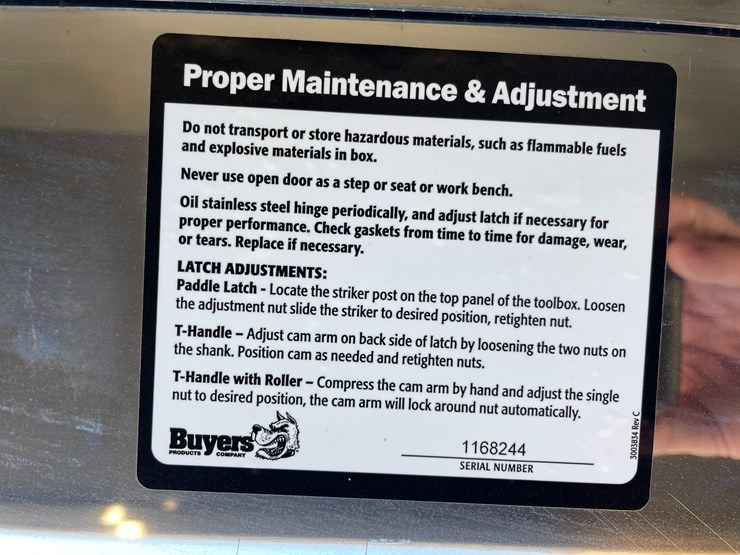 Proper Maintenance & Adjustment
Do not transport or store hazardous materials, such as flammable fuels
and explosive materials in box.
Never use open door as a step or seat or work bench.
Oil stainless steel hinge periodically, and adjust latch if necessary for
proper performance. Check gaskets from time to time for damage, wear,
or tears. Replace if necessary.
LATCH ADJUSTMENTS:
Paddle Latch - Locate the striker post on the top panel of the toolbox. Loosen
the adjustment nut slide the striker to desired position, retighten nut.
T-Handle – Adjust cam arm on back side of latch by loosening the two nuts on
the shank. Position cam as needed and retighten nuts.
T-Handle with Roller – Compress the cam arm by hand and adjust the single
nut to desired position, the cam arm will lock around nut automatically.
Buyers
PRODUCTS COMPANY
1168244
SERIAL NUMBER
3003834 Rev C